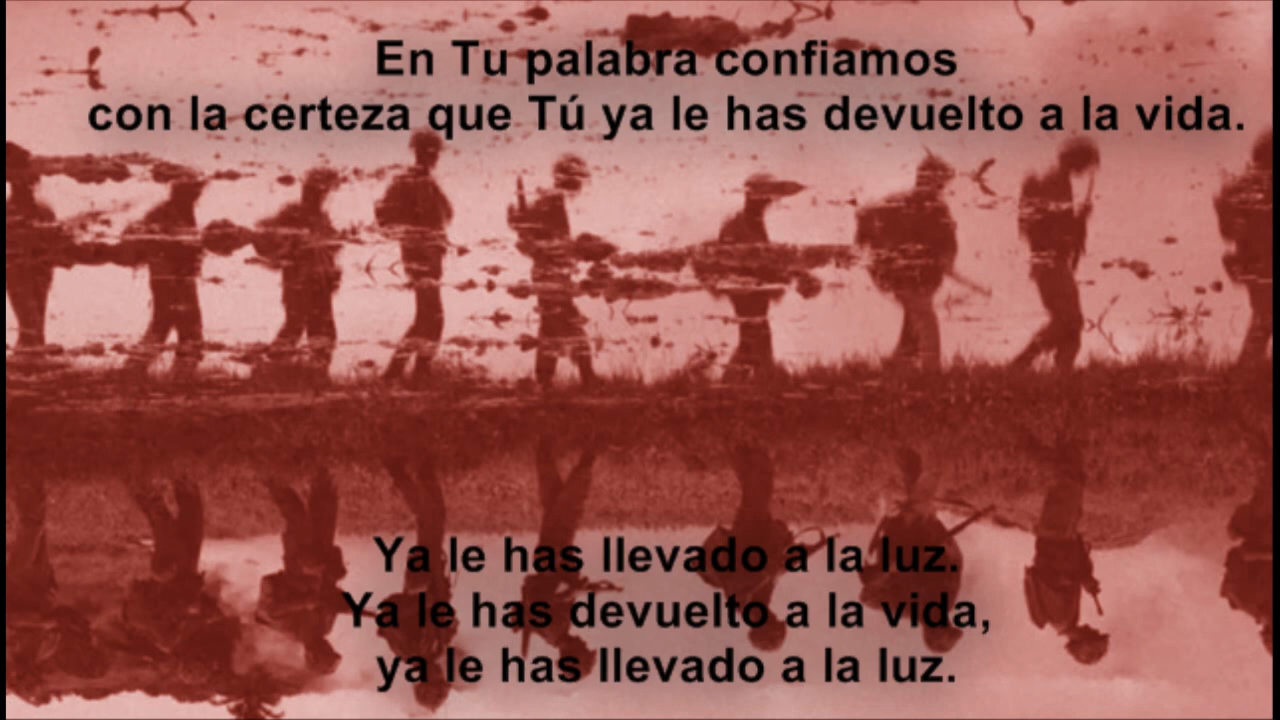 En Tu palabra confiamos
con la certeza que Tú ya le has devuelto a la vida.
Ya le has llevado a la luz.
Ya le has devuelto a la vida,
ya le has llevado a la luz.